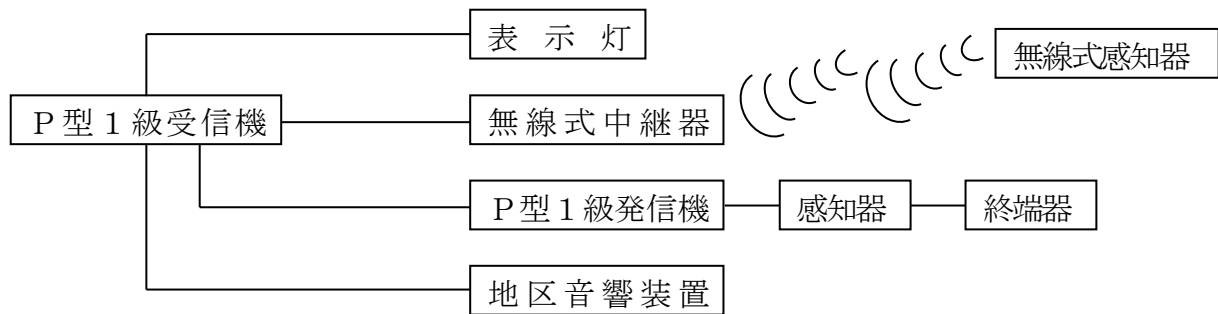 表示灯
無線式感知器
P型1級受信機
無線式中継器
P型1級発信機
感知器
終端器
地区音響装置